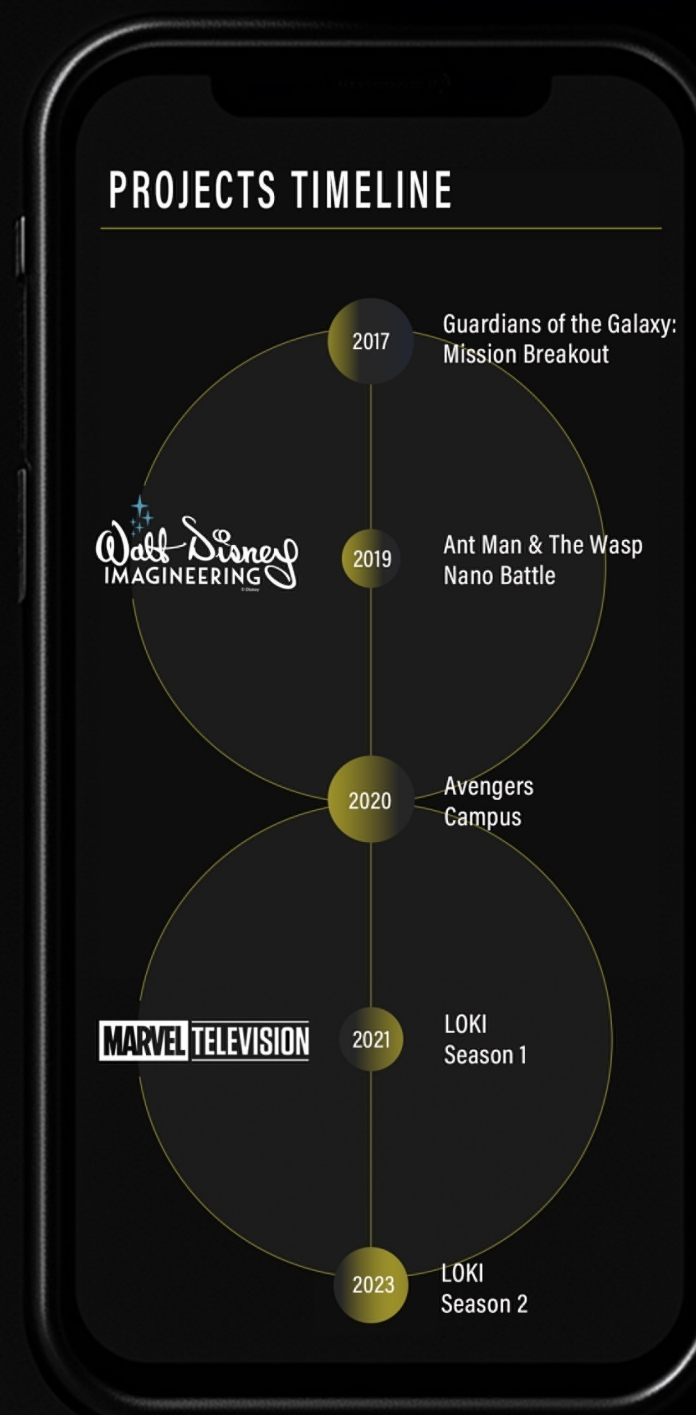 PROJECTS TIMELINE
2017
Guardians of the Galaxy:
Mission Breakout
Walt Disney
IMAGINEERING
© Disney
2019
Ant Man & The Wasp
Nano Battle
2020
Avengers
Campus
MARVEL TELEVISION
2021
LOKI
Season 1
2023
LOKI
Season 2